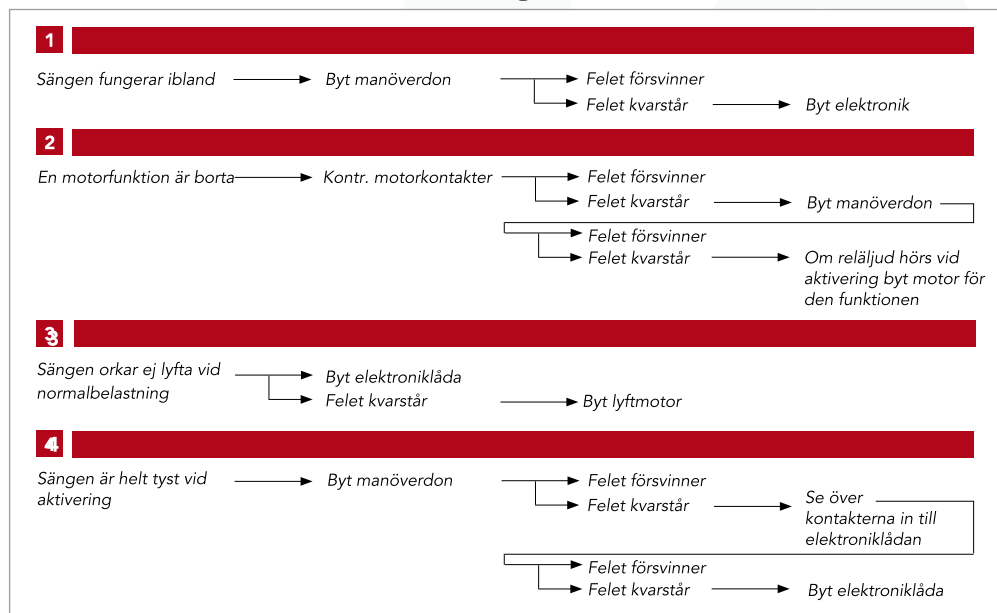 1
Sängen fungerar ibland
Byt manöverdon
Felet försvinner
Felet kvarstår
Byt elektronik
2
En motorfunktion är borta
Kontr. motorkontakter
Felet försvinner
Felet kvarstår
Byt manöverdon
Felet försvinner
Felet kvarstår
Om reläljud hörs vid
aktivering byt motor för
den funktionen
3
Sängen orkar ej lyfta vid
normalbelastning
Byt elektroniklåda
Felet kvarstår
Byt lyftmotor
4
Sängen är helt tyst vid
aktivering
Byt manöverdon
Felet försvinner
Felet kvarstår
Se över
kontakterna in till
elektroniklådan
Felet försvinner
Felet kvarstår
Byt elektroniklåda